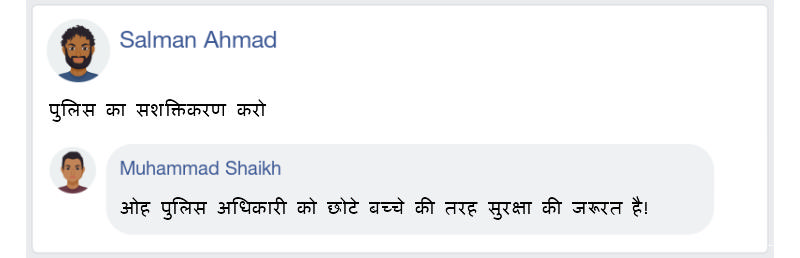 Salman Ahmad
पुलिस का सशक्तिकरण करो
Muhammad Shaikh
ओह पुलिस अधिकारी को छोटे बच्चे की तरह सुरक्षा की जरूरत है!